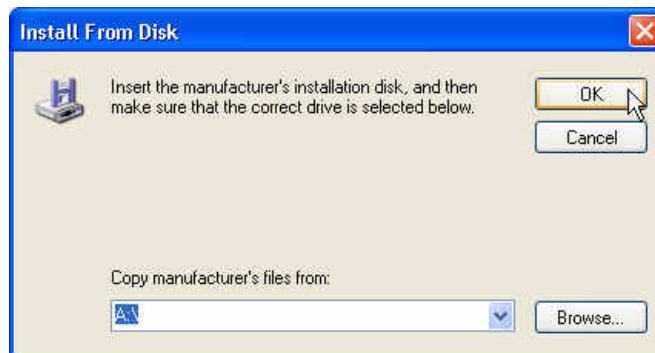 Install From Disk
Insert the manufacturer's installation disk, and then
make sure that the correct drive is selected below.
OK
Cancel
Copy manufacturer's files from:
A:\
Browse...